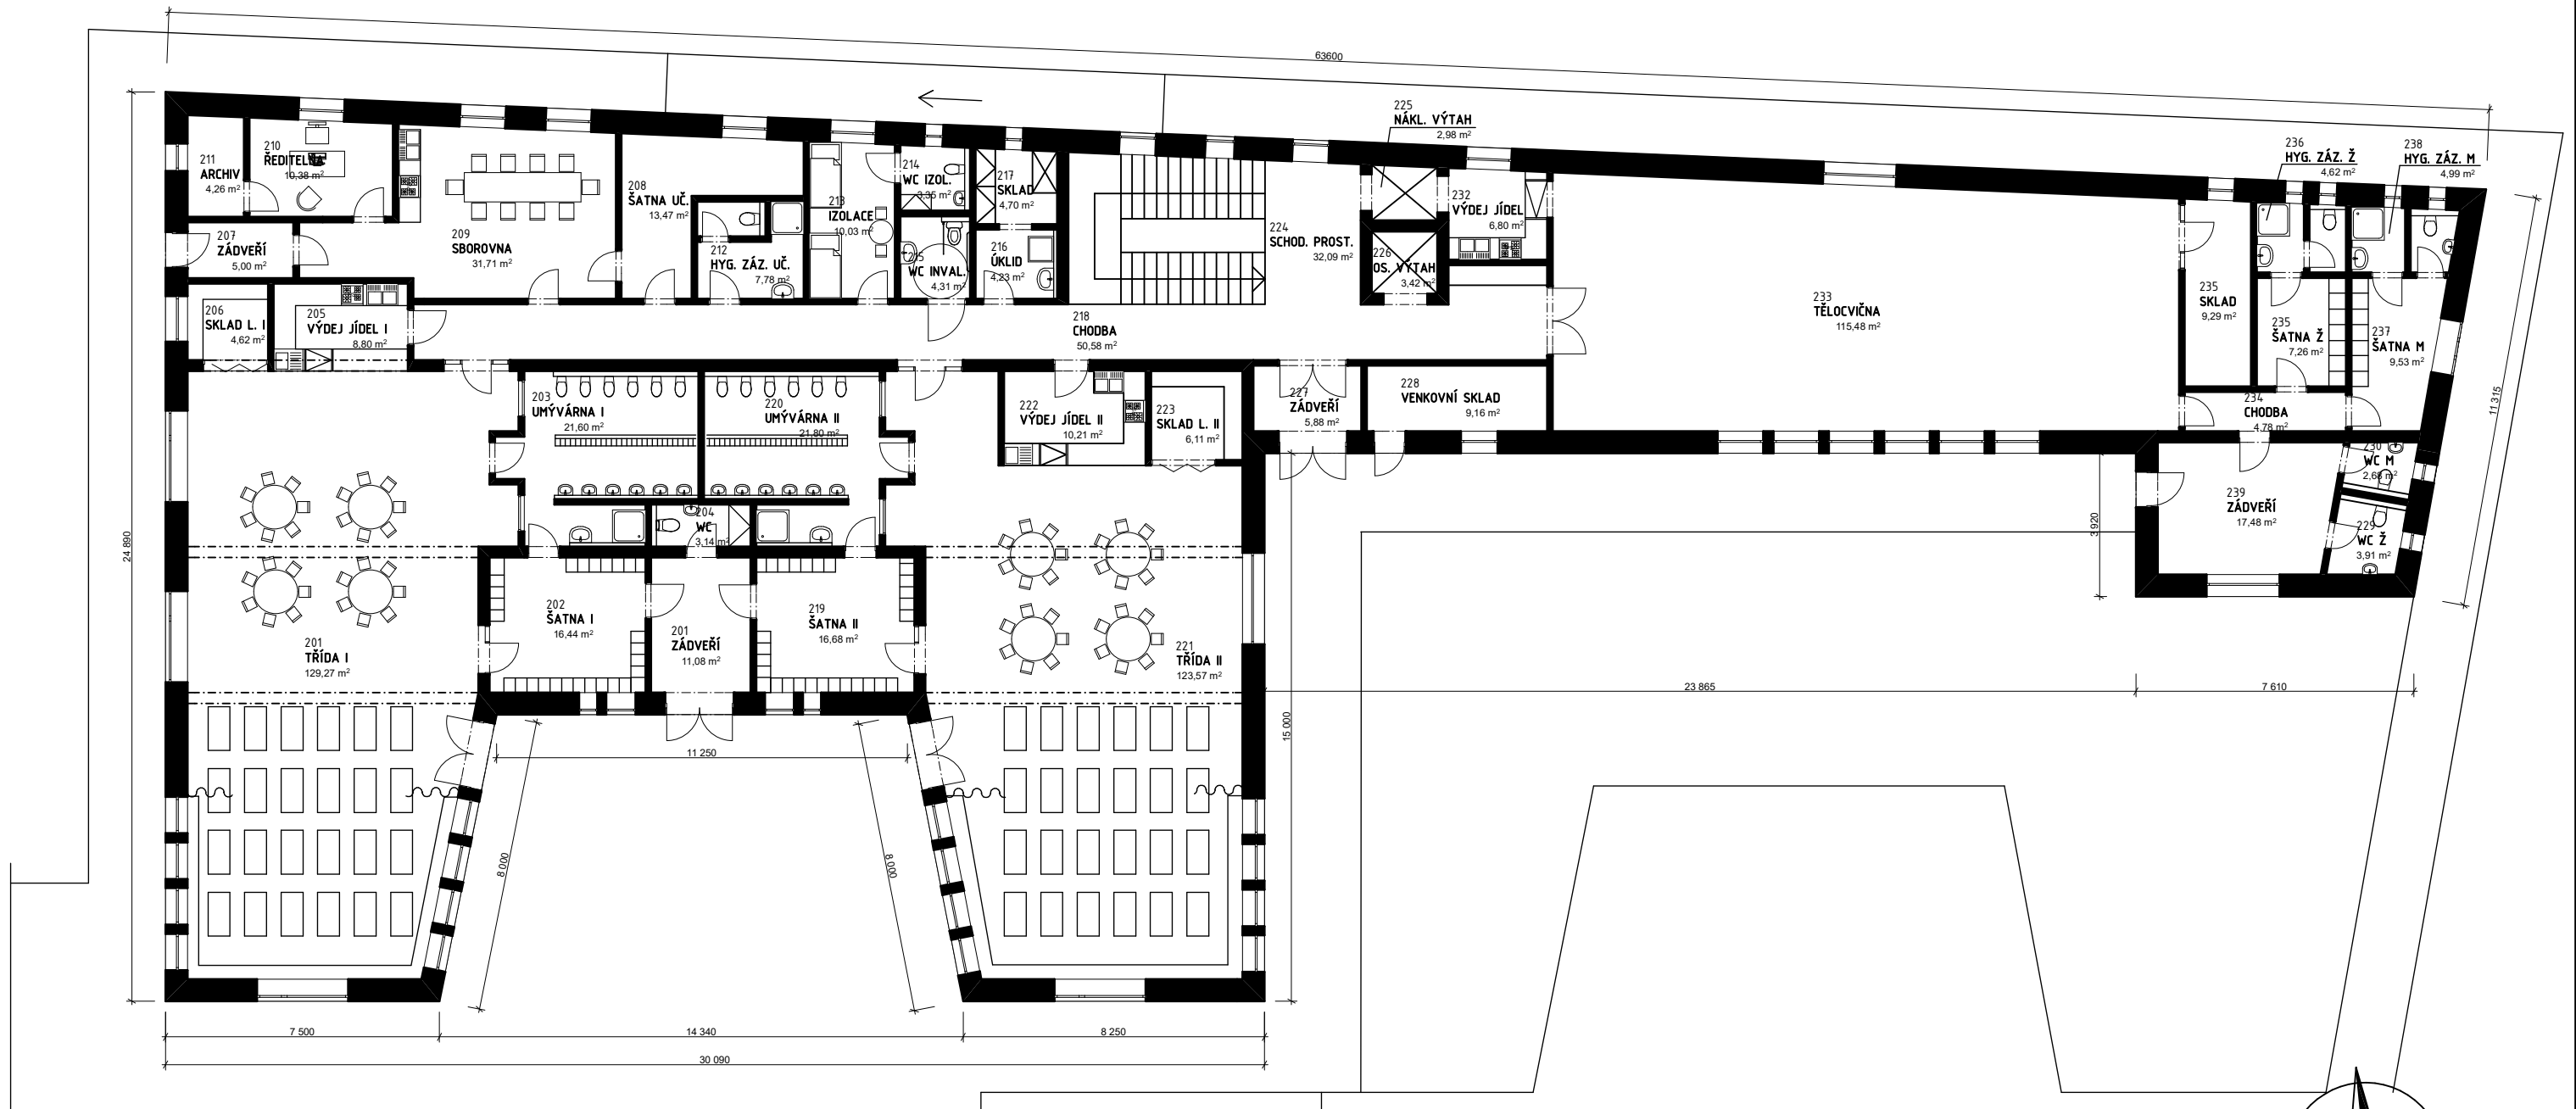 63600
225
NÁKL. VÝTAH
2,98 m²
236
HYG. ZÁZ. Ž
4,62 m²
238
HYG. ZÁZ. M
4,99 m²
211
ARCHIV
4,26 m²
210
ŘEDITELNA
10,38 m²
209
SBOROVNA
31,71 m²
208
ŠATNA UČ.
13,47 m²
207
ZÁDVEŘÍ
5,00 m²
212
HYG. ZÁZ. UČ.
7,78 m²
213
IZOLACE
10,03 m²
214
WC IZOL.
3,35 m²
215
WC INVAL.
4,31 m²
217
SKLAD
4,70 m²
216
ÚKLID
4,23 m²
224
SCHOD. PROST.
32,09 m²
226
OS. VÝTAH
3,42 m²
232
VÝDEJ JÍDEL
6,80 m²
233
TĚLOCVIČNA
115,48 m²
235
SKLAD
9,29 m²
235
ŠATNA Ž
7,26 m²
237
ŠATNA M
9,53 m²
234
CHODBA
4,78 m²
11 315
206
SKLAD L. I
4,62 m²
205
VÝDEJ JÍDEL I
8,80 m²
218
CHODBA
50,58 m²
203
UMÝVÁRNA I
21,60 m²
220
UMÝVÁRNA II
21,80 m²
222
VÝDEJ JÍDEL II
10,21 m²
223
SKLAD L. II
6,11 m²
227
ZÁDVEŘÍ
5,88 m²
228
VENKOVNÍ SKLAD
9,16 m²
230
WC M
2,68 m²
239
ZÁDVEŘÍ
17,48 m²
229
WC Ž
3,91 m²
3 920
24 890
204
WC
3,14 m²
202
ŠATNA I
16,44 m²
201
ZÁDVEŘÍ
11,08 m²
219
ŠATNA II
16,68 m²
201
TŘÍDA I
129,27 m²
221
TŘÍDA II
123,57 m²
23 865
7 610
15 000
11 250
8 000
8 000
7 500
14 340
8 250
30 090